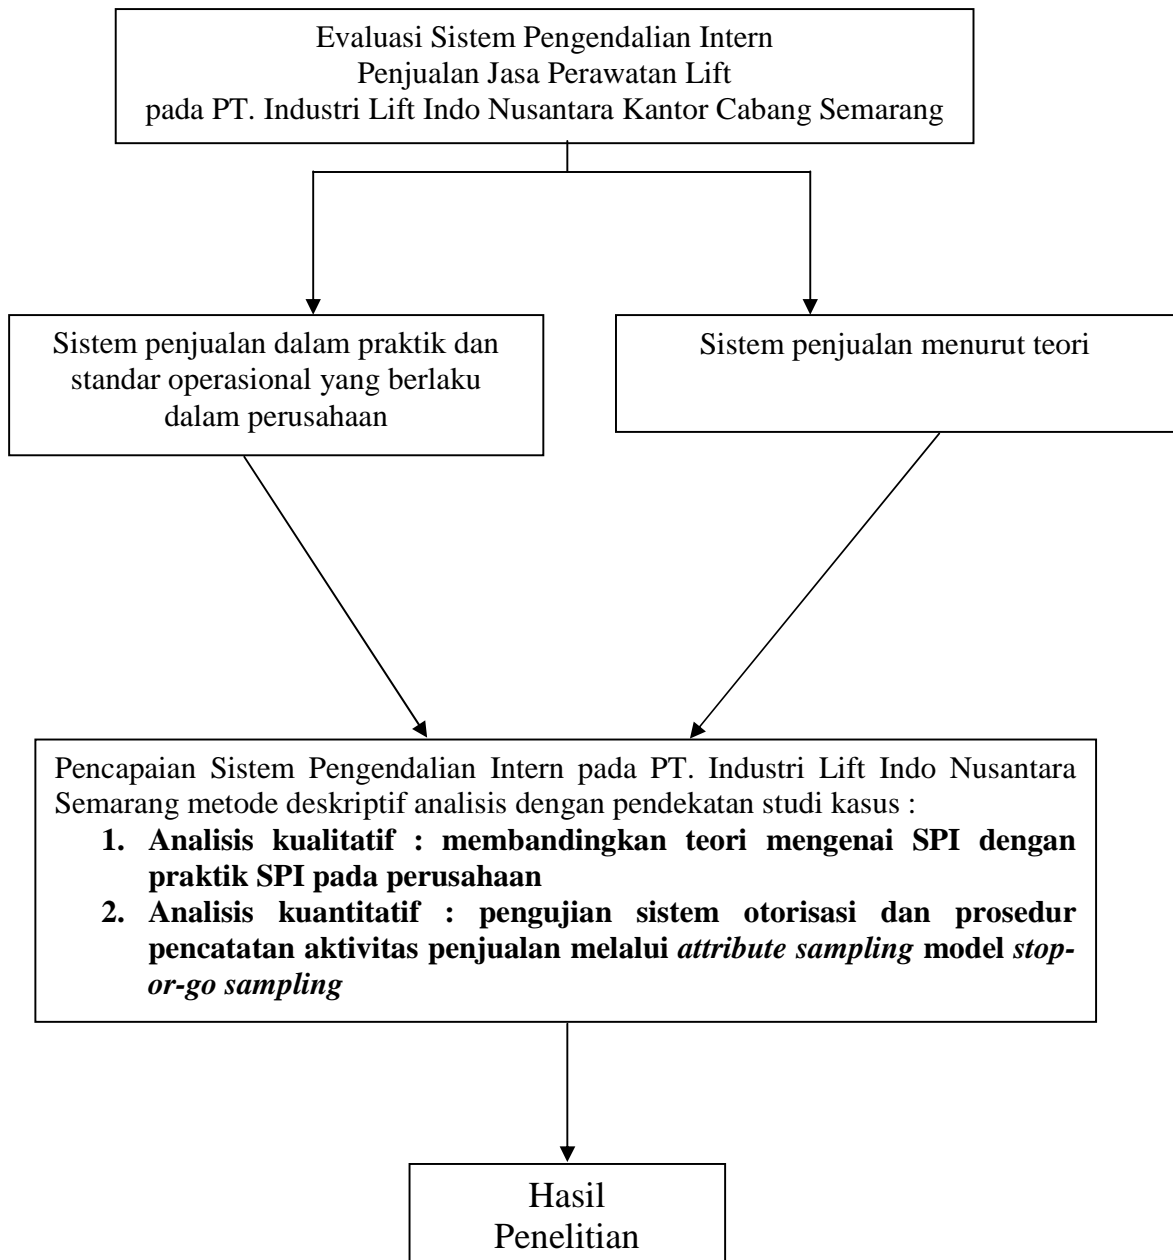 Evaluasi Sistem Pengendalian Intern
Penjualan Jasa Perawatan Lift
pada PT. Industri Lift Indo Nusantara Kantor Cabang Semarang
Sistem penjualan dalam praktik dan
standar operasional yang berlaku
dalam perusahaan
Sistem penjualan menurut teori
Pencapaian Sistem Pengendalian Intern pada PT. Industri Lift Indo Nusantara
Semarang metode deskriptif analisis dengan pendekatan studi kasus :
1. Analisis kualitatif : membandingkan teori mengenai SPI dengan
praktik SPI pada perusahaan
2. Analisis kuantitatif : pengujian sistem otorisasi dan prosedur
pencatatan aktivitas penjualan melalui attribute sampling model stop-
or-go sampling
Hasil
Penelitian